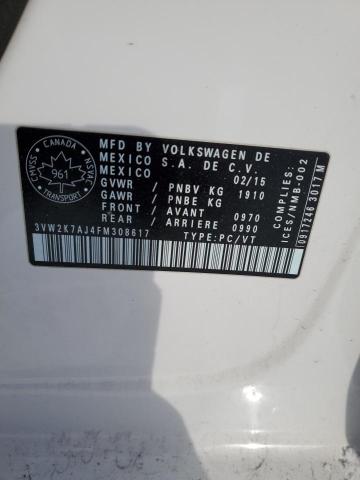 CMVSS
CANADA
NSVAC
961
TRANSPORT
MFD BY VOLKSWAGEN DE
MEXICO S.A. DE C.V.
MEXICO 02/15
GVWR / PNBV KG 1910
GAWR / PNBE KG
FRONT / AVANT 0970
REAR / ARRIERE 0990
3VW2K7AJ4FM308617 TYPE:PC/VT
COMPLIES:
ICES/NMB-002
0917246 3017 M